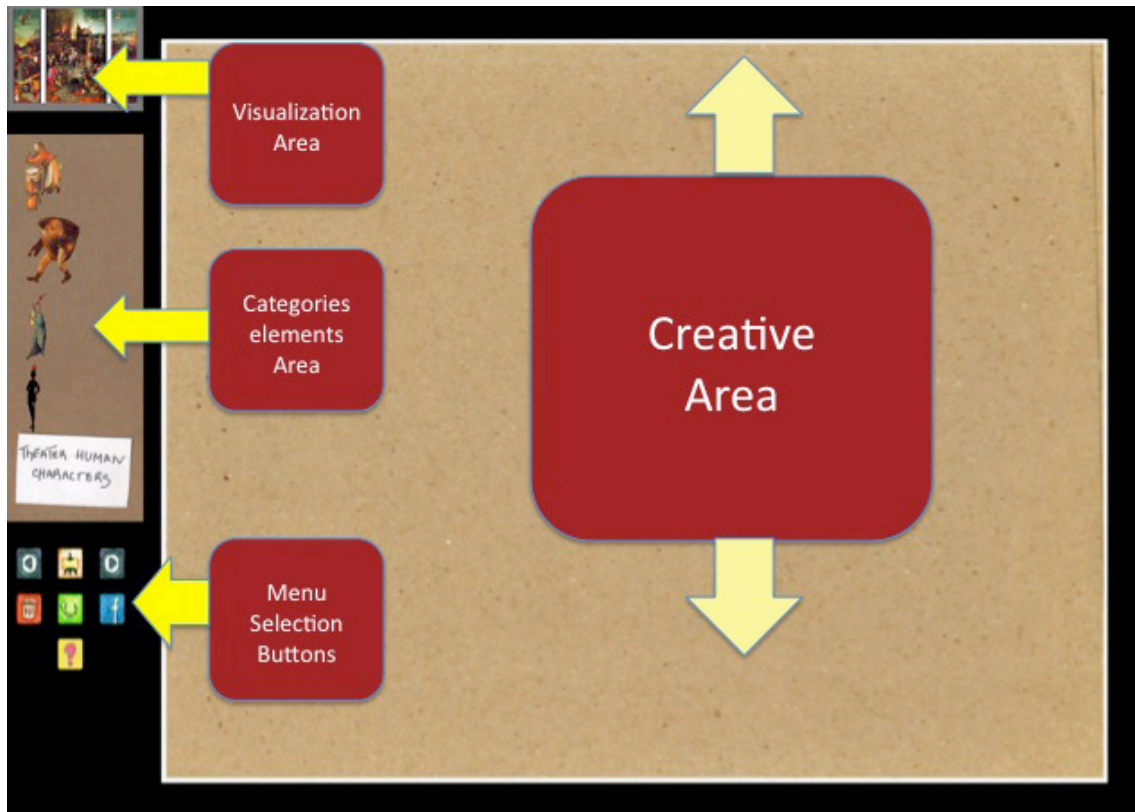 Visualization
Area
Categories
elements
Area
Creative
Area
THEATER HUMAN
CHARACTERS
Menu
Selection
Buttons
f
?